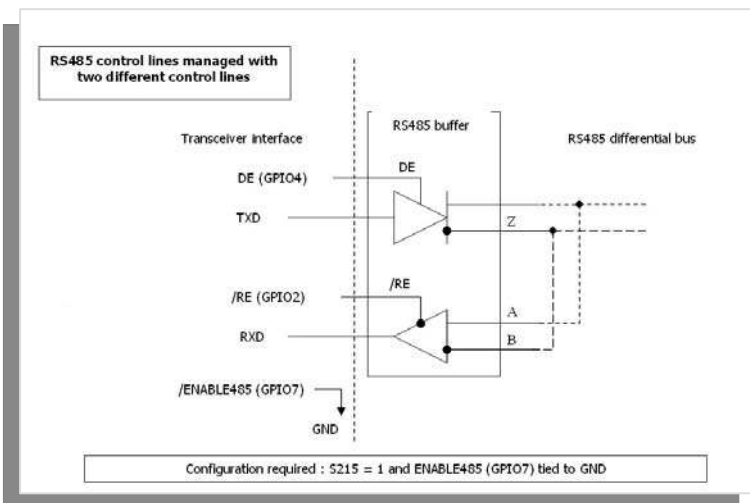 RS485 control lines managed with
two different control lines
Transceiver interface
RS485 buffer
RS485 differential bus
DE (GPIO4)
DE
TXD
Z
/RE (GPIO2)
/RE
A
RXD
B
/ENABLE485 (GPIO7)
GND
Configuration required : S215 = 1 and ENABLE485 (GPIO7) tied to GND